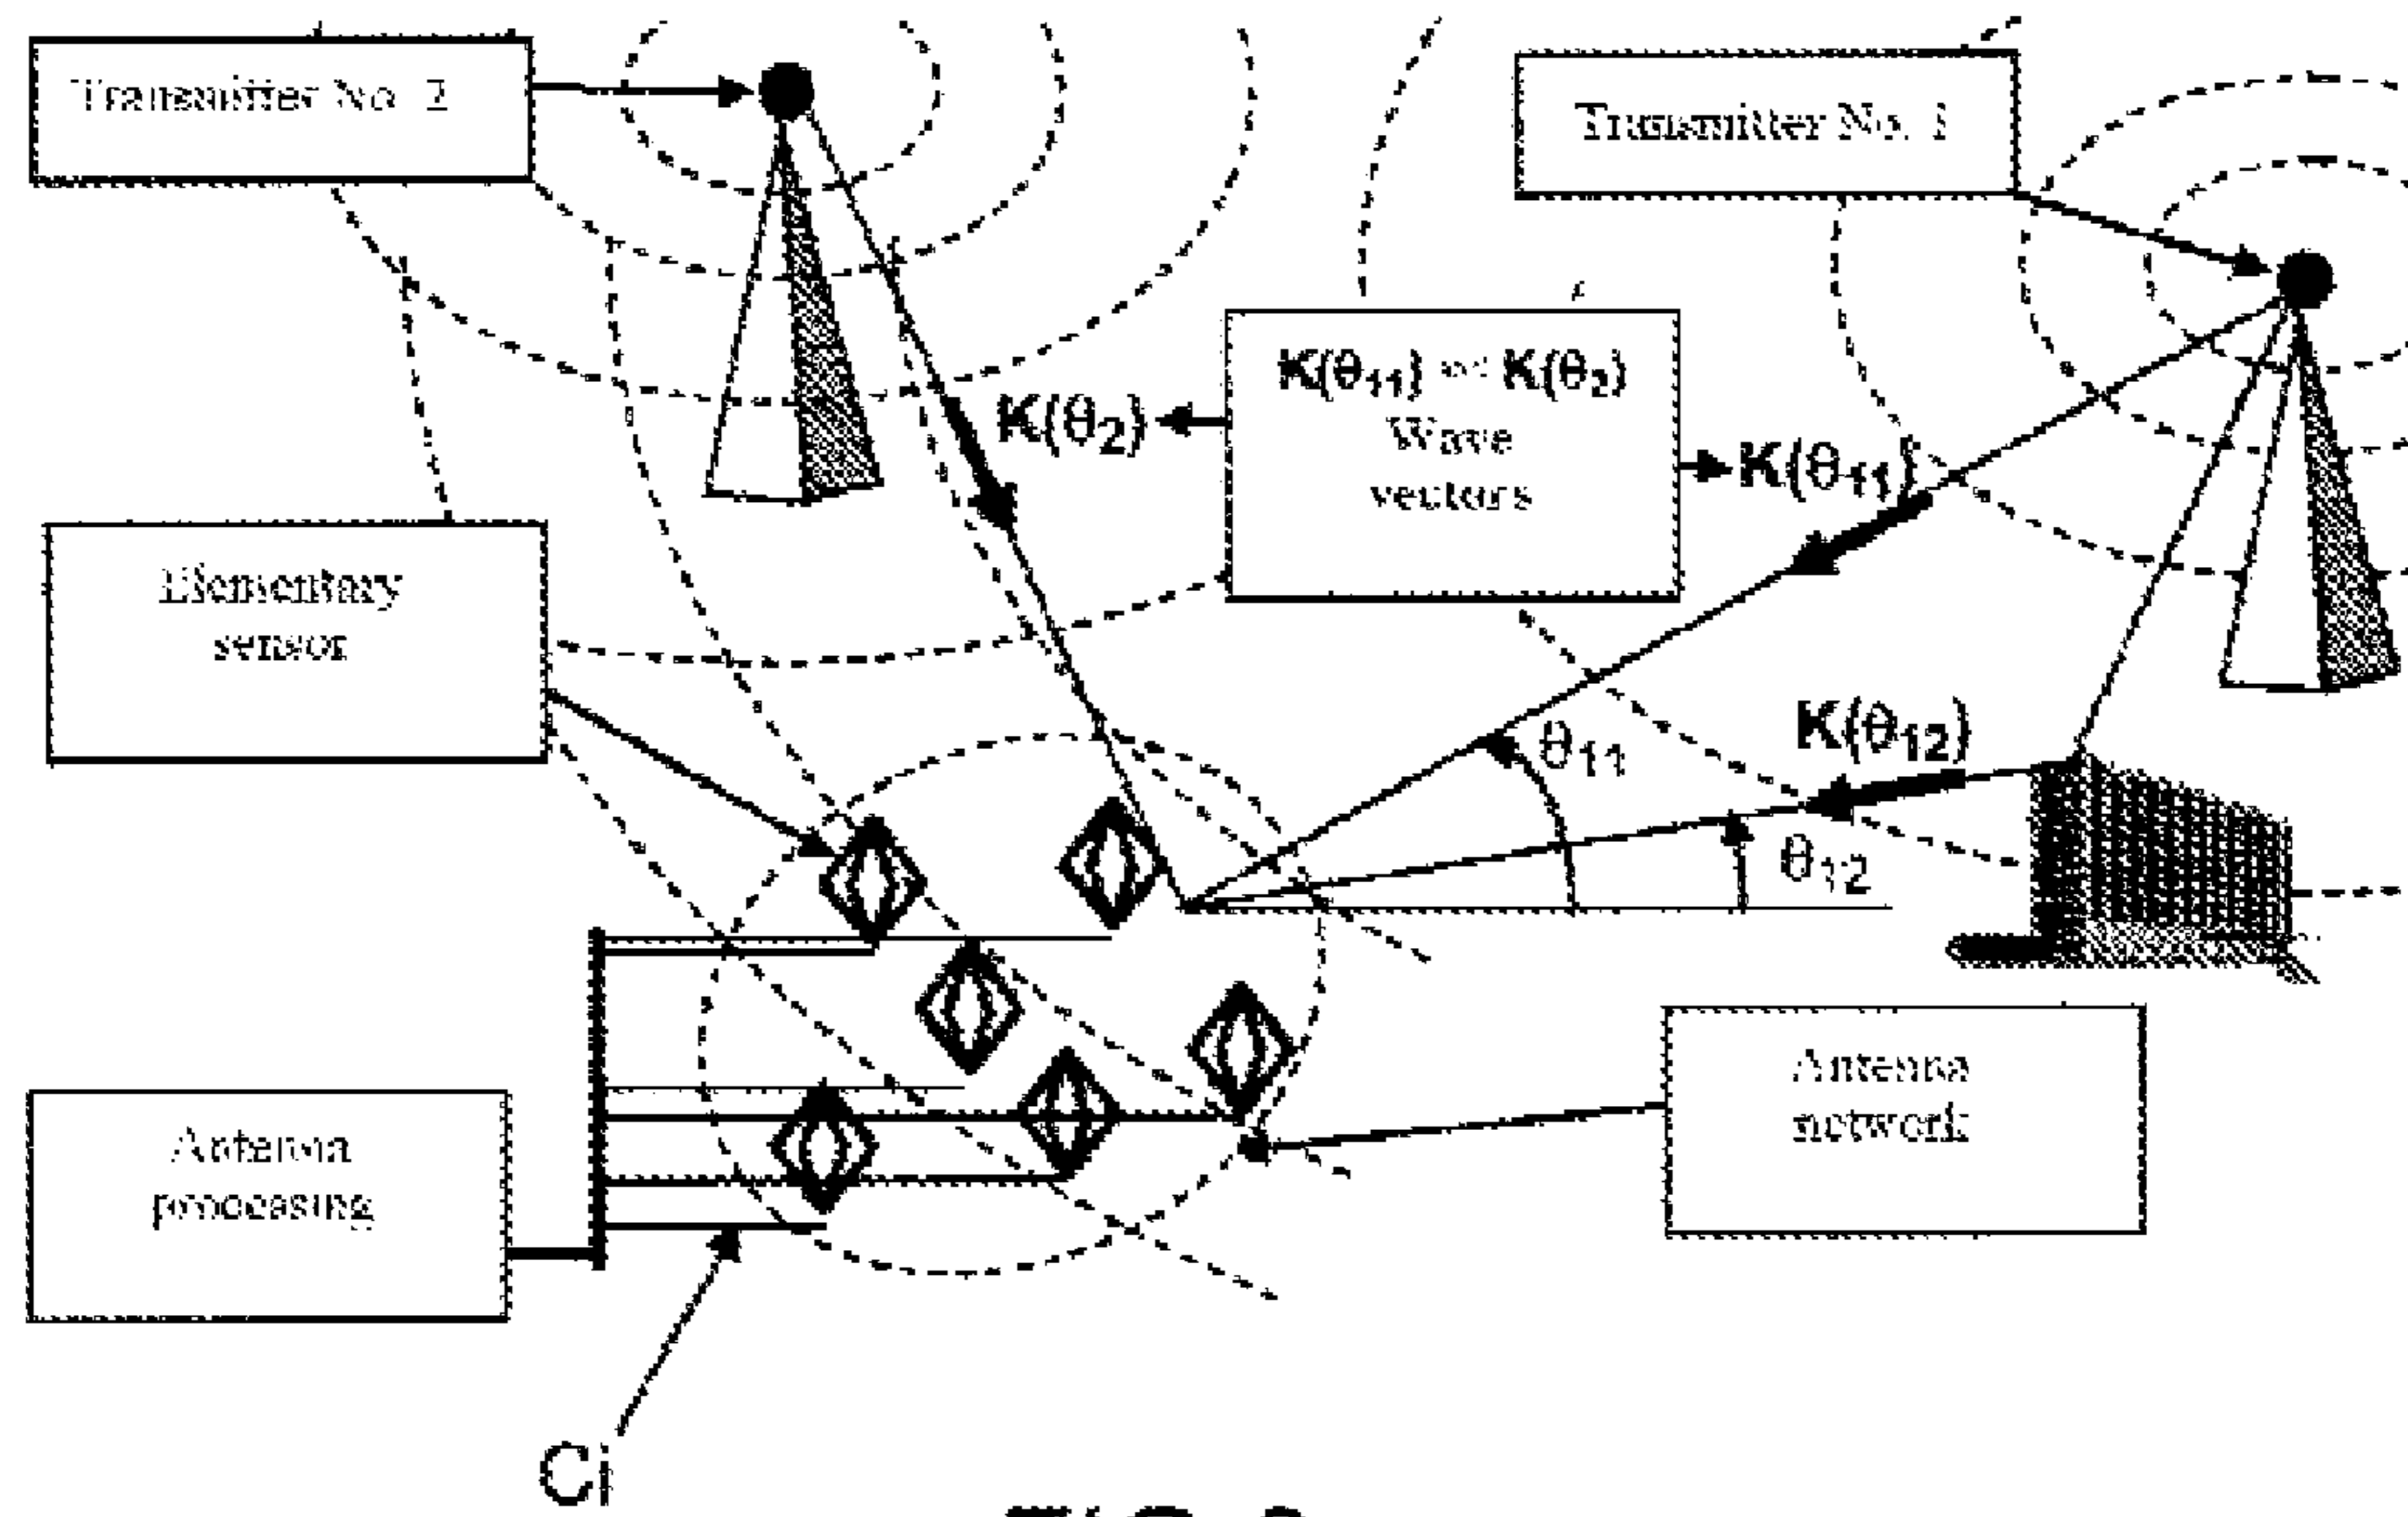 Transmitter No. 2
Transmitter No. 1
K(θ₁₁) K(θ₂)
Wave
vectors
K(θ₂)
K(θ₁₁)
Elementary
sensor
K(θ₁₂)
θ₁₁
θ₁₂
Antenna
network
Antenna
processing
Ci